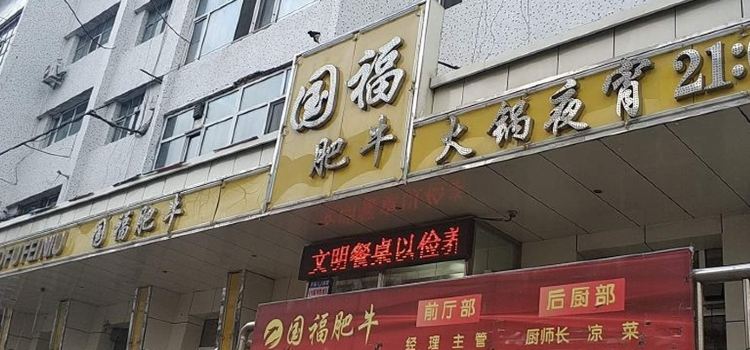 国福
肥牛
火锅夜宵21:
OFUFEINIU
国福肥牛
文明餐桌以俭养
国福肥牛
前厅部
后厨部
经理 主管
厨师长 凉菜